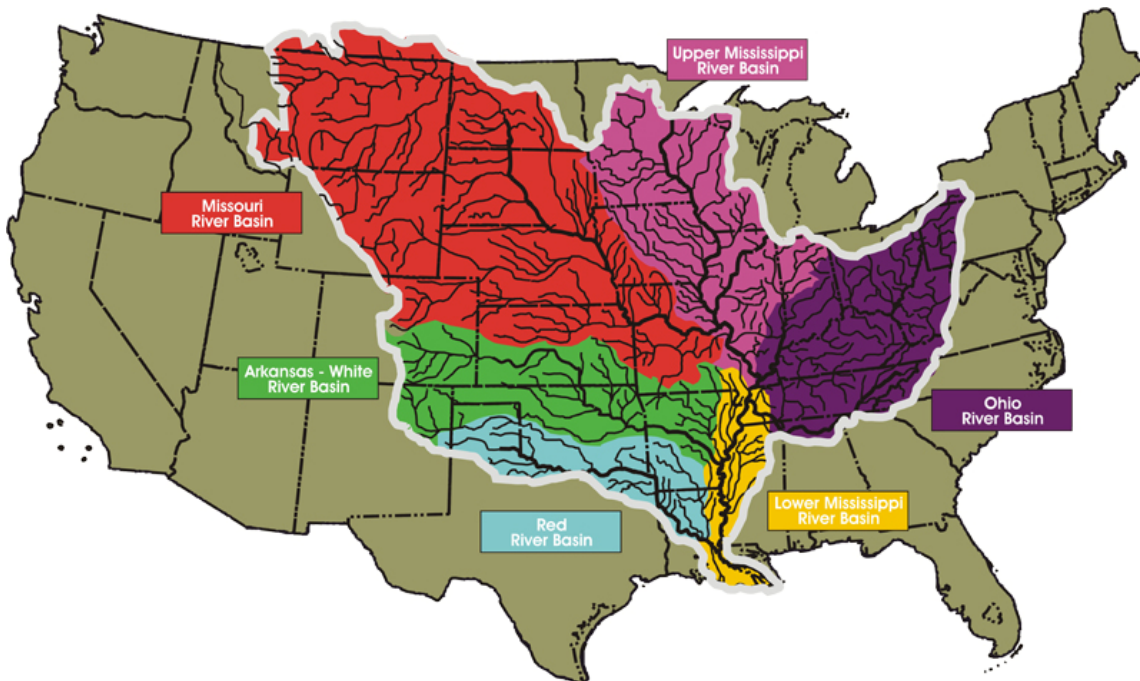 Upper Mississippi
River Basin
Missouri
River Basin
Arkansas - White
River Basin
Ohio
River Basin
Lower Mississippi
River Basin
Red
River Basin